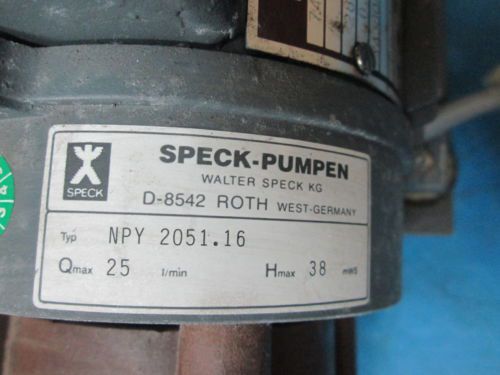 SPECK
SPECK-PUMPEN
WALTER SPECK KG
D-8542 ROTH WEST-GERMANY
Typ NPY 2051.16
Qmax 25 l/min Hmax 38 mWS